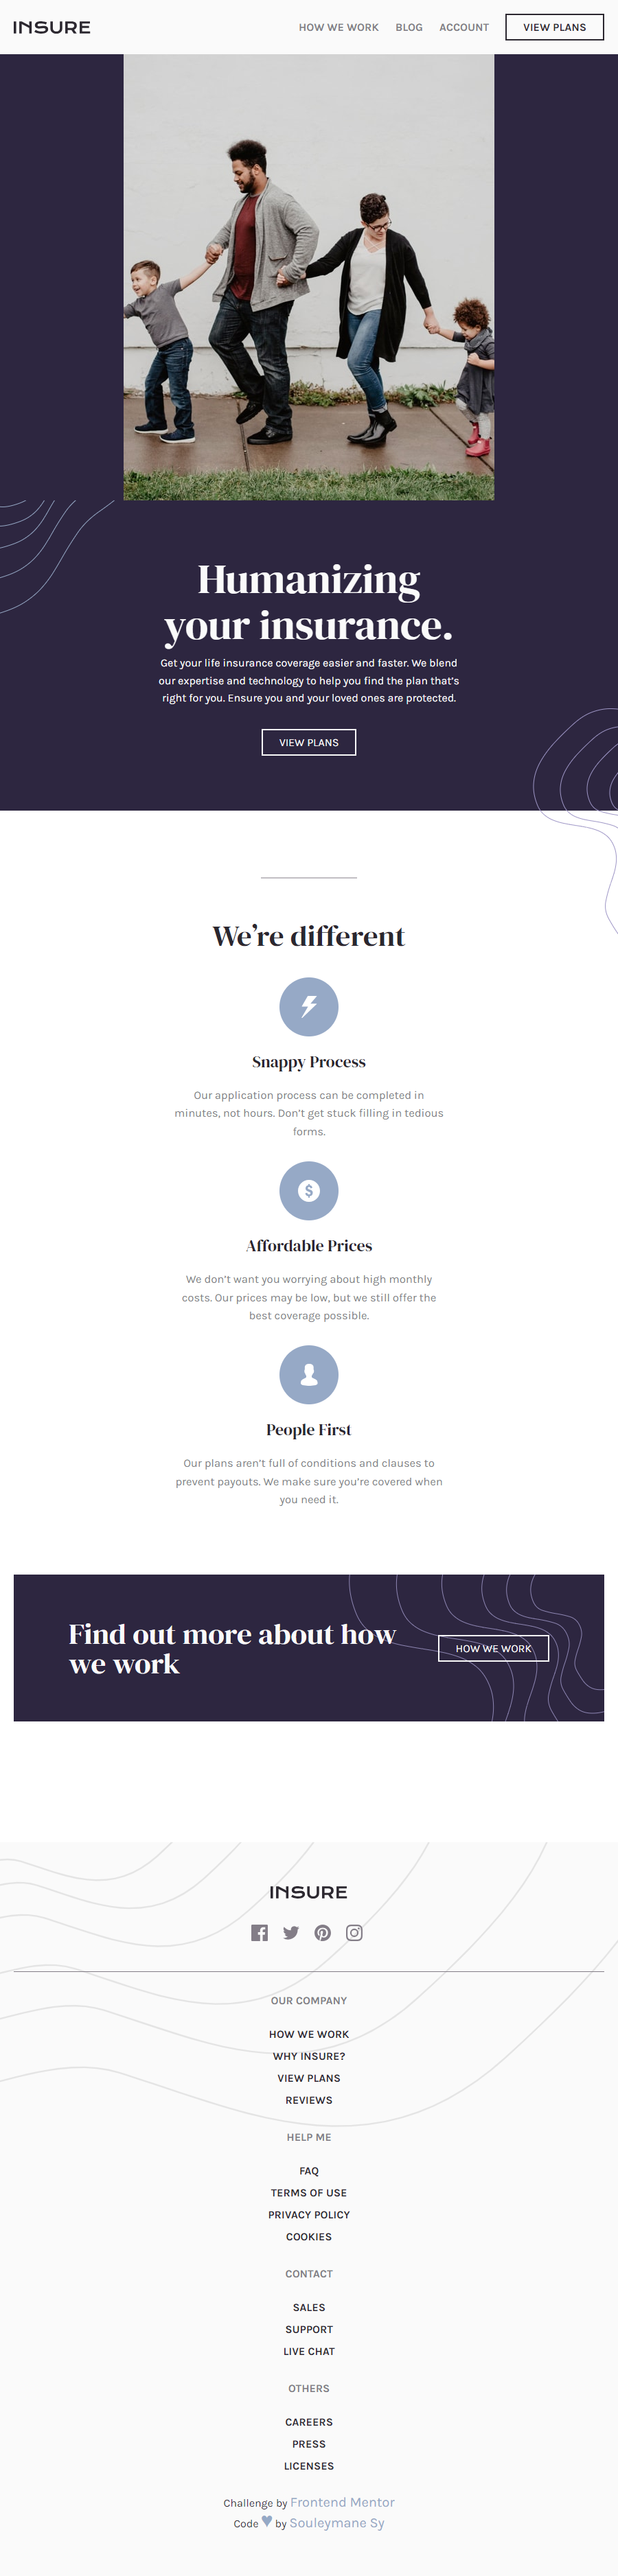 INSURE
HOW WE WORK
BLOG
ACCOUNT
VIEW PLANS
Humanizing
your insurance.
Get your life insurance coverage easier and faster. We blend
our expertise and technology to help you find the plan that’s
right for you. Ensure you and your loved ones are protected.
VIEW PLANS
We’re different
Snappy Process
Our application process can be completed in
minutes, not hours. Don’t get stuck filling in tedious
forms.
$
Affordable Prices
We don’t want you worrying about high monthly
costs. Our prices may be low, but we still offer the
best coverage possible.
People First
Our plans aren’t full of conditions and clauses to
prevent payouts. We make sure you’re covered when
you need it.
Find out more about how
we work
HOW WE WORK
INSURE
OUR COMPANY
HOW WE WORK
WHY INSURE?
VIEW PLANS
REVIEWS
HELP ME
FAQ
TERMS OF USE
PRIVACY POLICY
COOKIES
CONTACT
SALES
SUPPORT
LIVE CHAT
OTHERS
CAREERS
PRESS
LICENSES
Challenge by Frontend Mentor
Code ♥ by Souleymane Sy